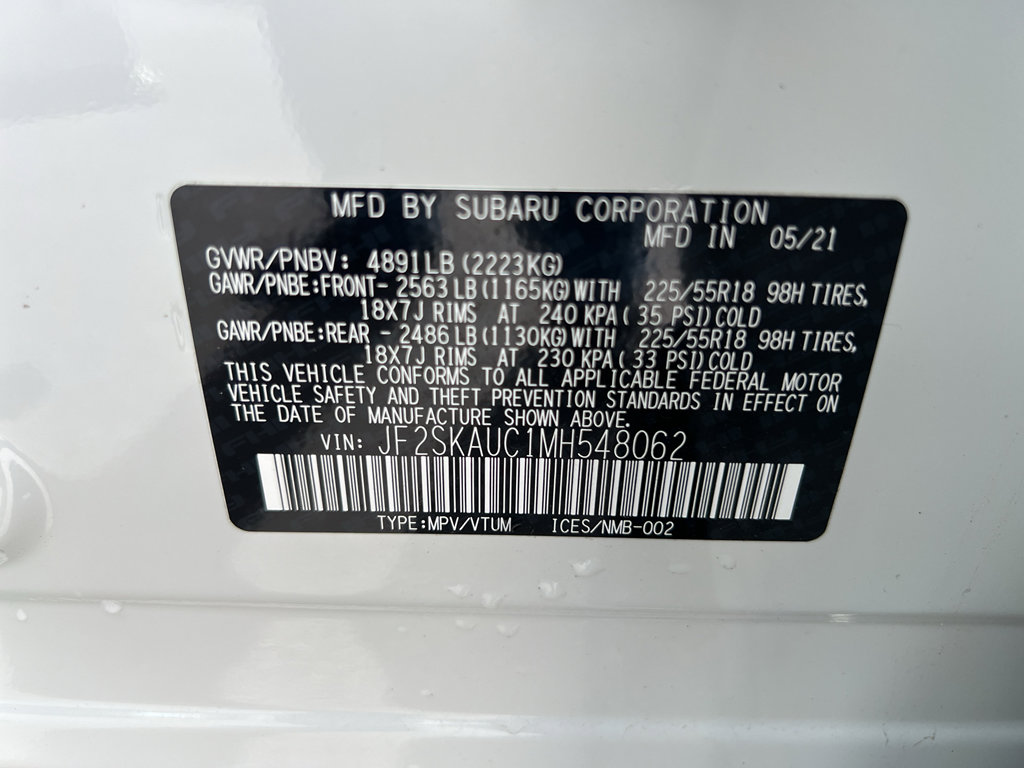 MFD BY SUBARU CORPORATION
MFD IN 05/21
GVWR/PNBV: 4891LB (2223KG)
GAWR/PNBE:FRONT- 2563 LB (1165KG) WITH 225/55R18 98H TIRES,
18X7J RIMS AT 240 KPA ( 35 PSI) COLD
GAWR/PNBE:REAR - 2486 LB (1130KG) WITH 225/55R18 98H TIRES,
18X7J RIMS AT 230 KPA ( 33 PSI) COLD
THIS VEHICLE CONFORMS TO ALL APPLICABLE FEDERAL MOTOR
VEHICLE SAFETY AND THEFT PREVENTION STANDARDS IN EFFECT ON
THE DATE OF MANUFACTURE SHOWN ABOVE.
VIN: JF2SKAUC1MH548062
TYPE:MPV/VTUM ICES/NMB-002